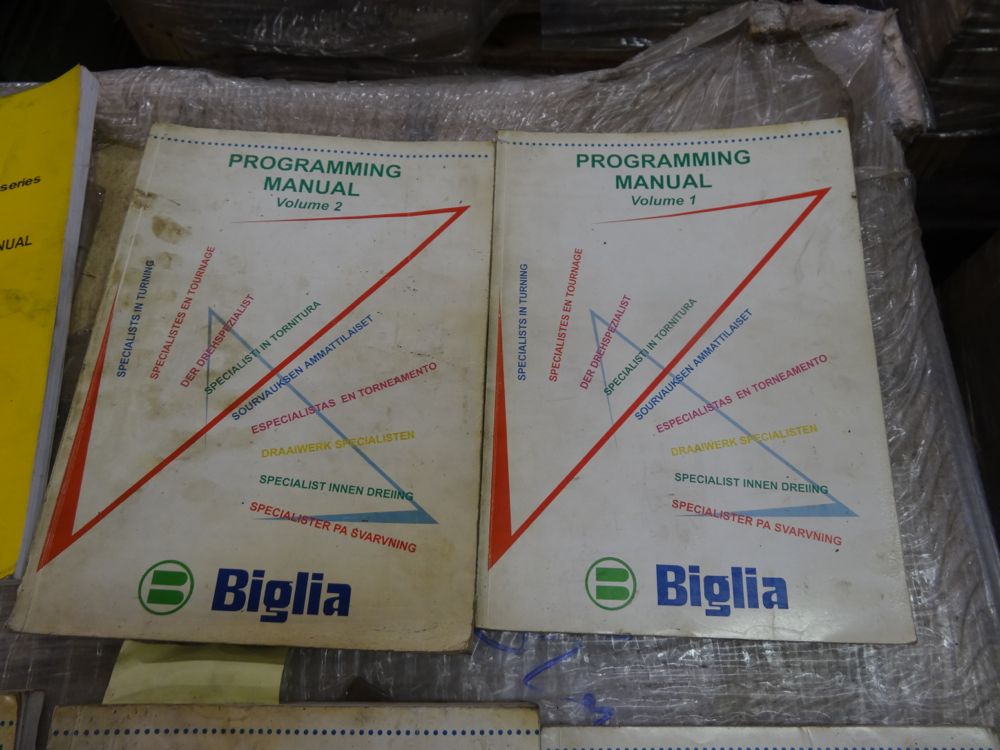 series
NUAL
PROGRAMMING
MANUAL
Volume 2
SPECIALISTS IN TURNING
SPECIALISTES EN TOURNAGE
DER DREHSPEZIALIST
SPECIALISTI IN TORNITURA
SOURVAUKSEN AMMATTILAISET
ESPECIALISTAS EN TORNEAMENTO
DRAAIWERK SPECIALISTEN
SPECIALIST INNEN DREIING
SPECIALISTER PA SVARVNING
Biglia
PROGRAMMING
MANUAL
Volume 1
SPECIALISTS IN TURNING
SPECIALISTES EN TOURNAGE
DER DREHSPEZIALIST
SPECIALISTI IN TORNITURA
SOURVAUKSEN AMMATTILAISET
ESPECIALISTAS EN TORNEAMENTO
DRAAIWERK SPECIALISTEN
SPECIALIST INNEN DREIING
SPECIALISTER PA SVARVNING
Biglia